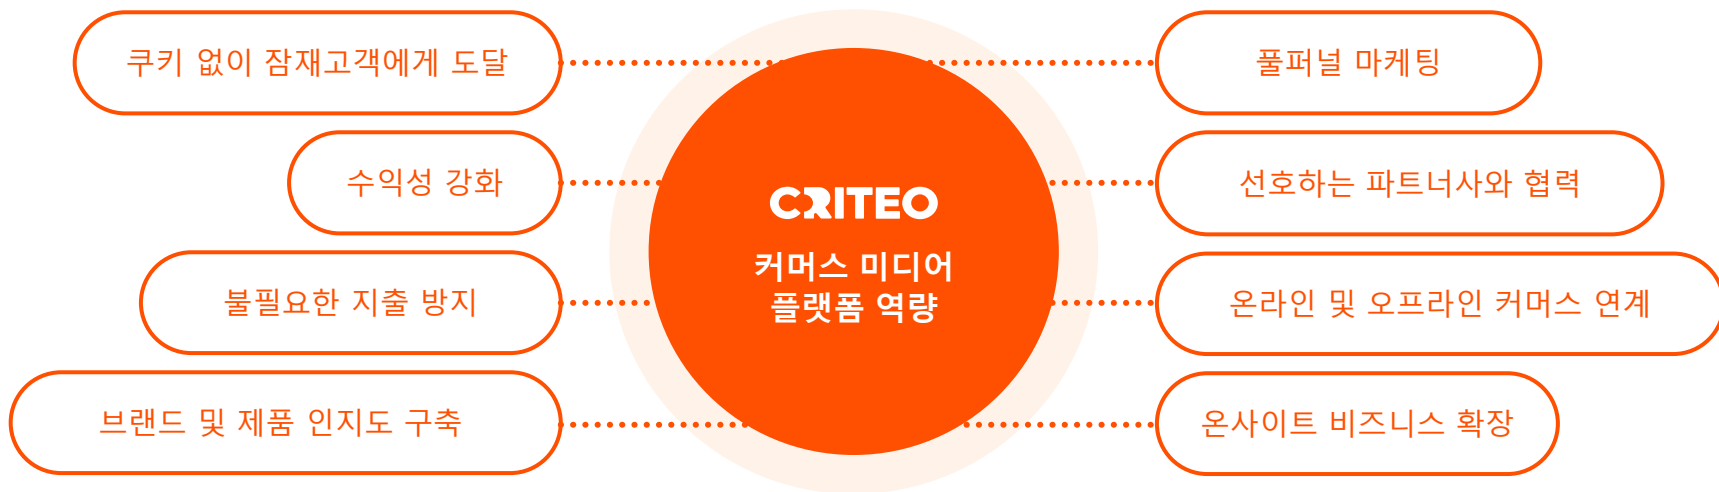 쿠키 없이 잠재고객에게 도달
수익성 강화
불필요한 지출 방지
브랜드 및 제품 인지도 구축
CRITEO
커머스 미디어
플랫폼 역량
풀퍼널 마케팅
선호하는 파트너사와 협력
온라인 및 오프라인 커머스 연계
온사이트 비즈니스 확장